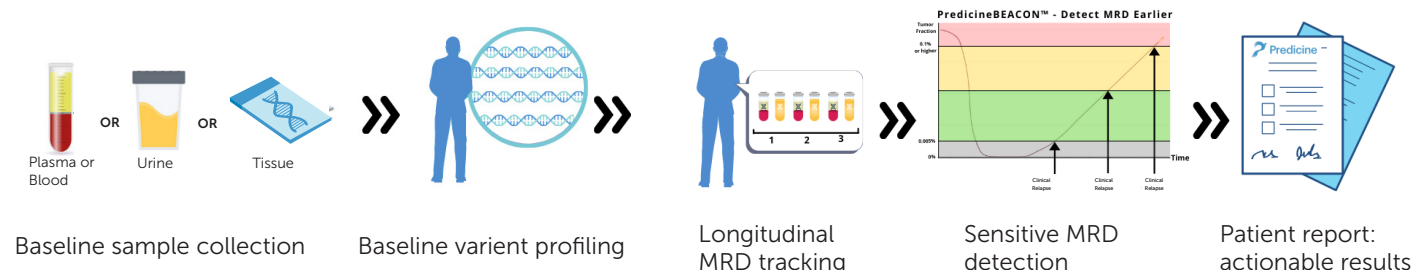 PredicineBEACON™ - Detect MRD Earlier
Tumor
Fraction
0.1%
or higher
0.005%
0%
Time
Clinical
Relapse
Clinical
Relapse
Clinical
Relapse
Plasma or
Blood
OR
Urine
OR
Tissue
1 2 3
Predicine
Baseline sample collection
Baseline varient profiling
Longitudinal
MRD tracking
Sensitive MRD
detection
Patient report:
actionable results